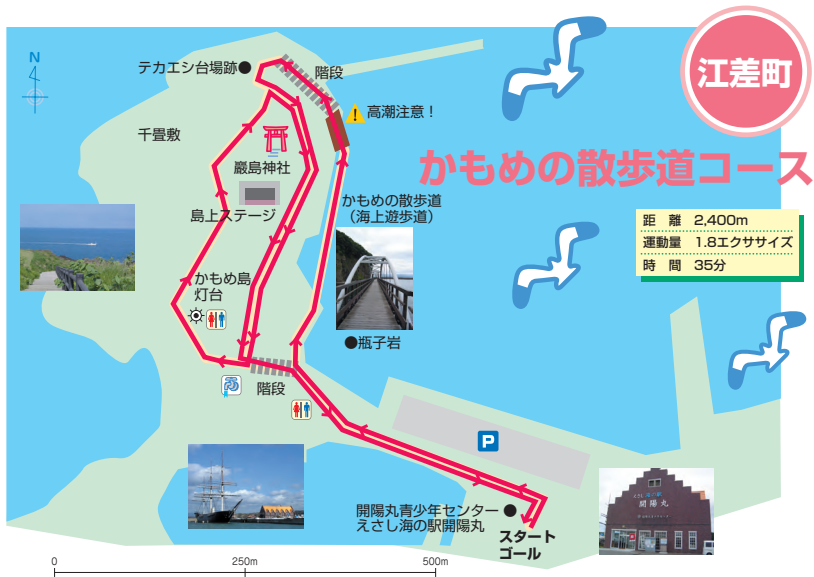 江差町
かもめの散歩道コース
距　離　2,400m
運動量　1.8エクササイズ
時　間　35分
N
テカエシ台場跡
階段
高潮注意！
千畳敷
巖島神社
島上ステージ
かもめの散歩道
（海上遊歩道）
かもめ島
灯台
瓶子岩
階段
P
開陽丸青少年センター
えさし海の駅開陽丸
スタート
ゴール
開陽丸
0
250m
500m